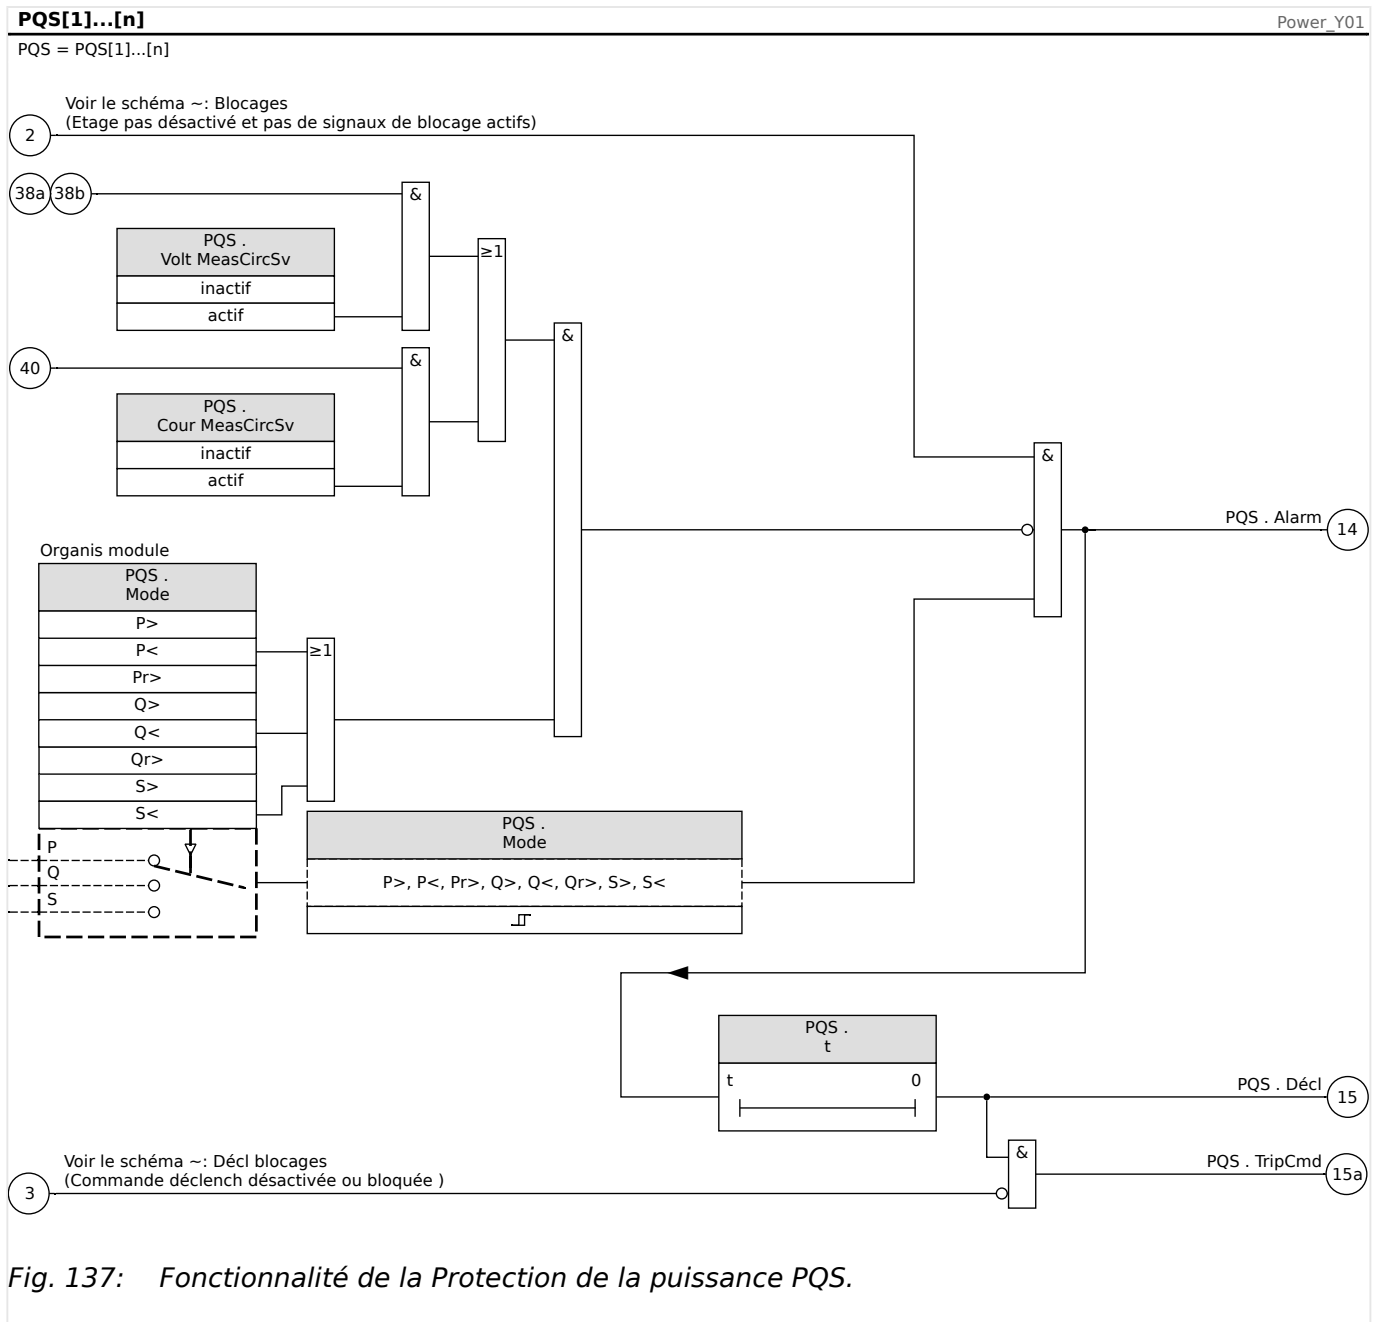 PQS[1]...[n]
Power_Y01
PQS = PQS[1]...[n]
Voir le schéma ~: Blocages
(Etage pas désactivé et pas de signaux de blocage actifs)
2
38a 38b
&
PQS .
Volt MeasCircSv
inactif
actif
≥1
&
40
&
PQS .
Cour MeasCircSv
inactif
actif
&
PQS . Alarm
14
Organis module
PQS .
Mode
P>
P<
Pr>
Q>
Q<
Qr>
S>
S<
≥1
P
Q
S
PQS .
Mode
P>, P<, Pr>, Q>, Q<, Qr>, S>, S<
PQS .
t
t 0
PQS . Décl
15
&
PQS . TripCmd
15a
Voir le schéma ~: Décl blocages
(Commande déclench désactivée ou bloquée )
3
Fig. 137: Fonctionnalité de la Protection de la puissance PQS.